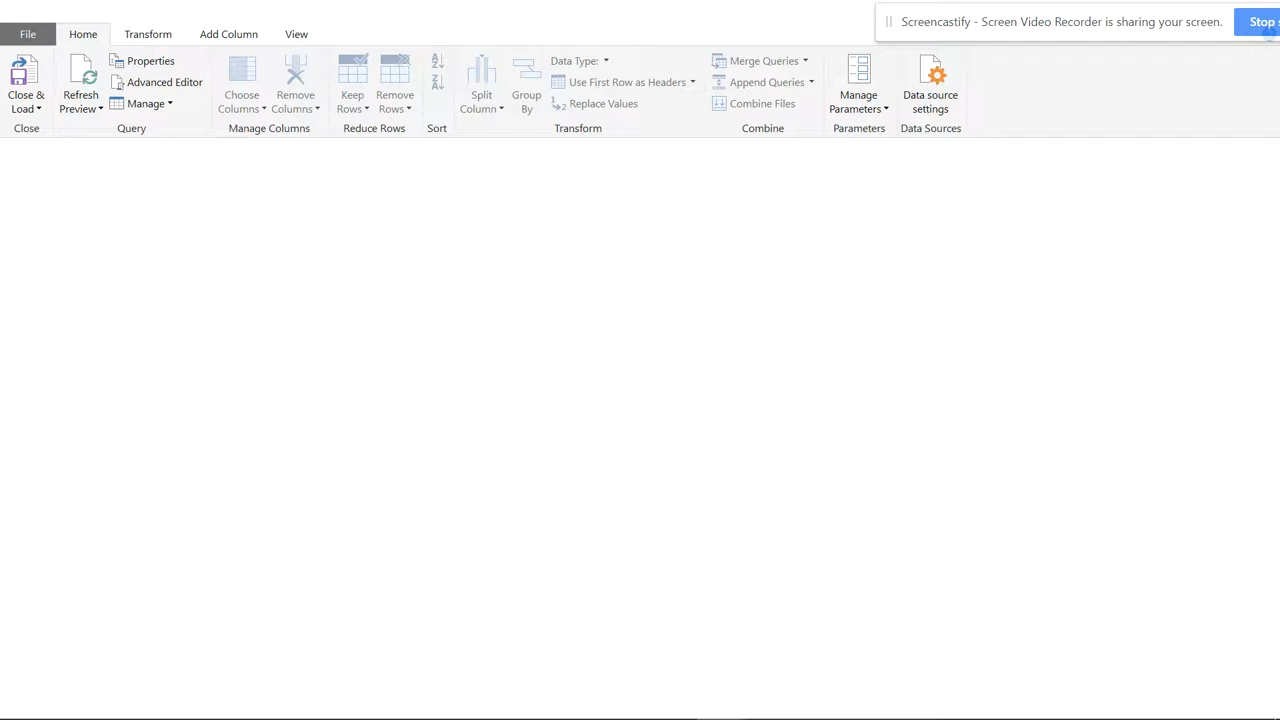 Screencastify - Screen Video Recorder is sharing your screen.
Stop s
File Home Transform Add Column View
Close & Load
Refresh Preview
Properties
Advanced Editor
Manage
Choose Columns
Remove Columns
Keep Rows
Remove Rows
A Z
Z A
Split Column
Group By
Data Type:
Use First Row as Headers
1 2 Replace Values
Merge Queries
Append Queries
Combine Files
Manage Parameters
Data source settings
Close Query Manage Columns Reduce Rows Sort Transform Combine Parameters Data Sources